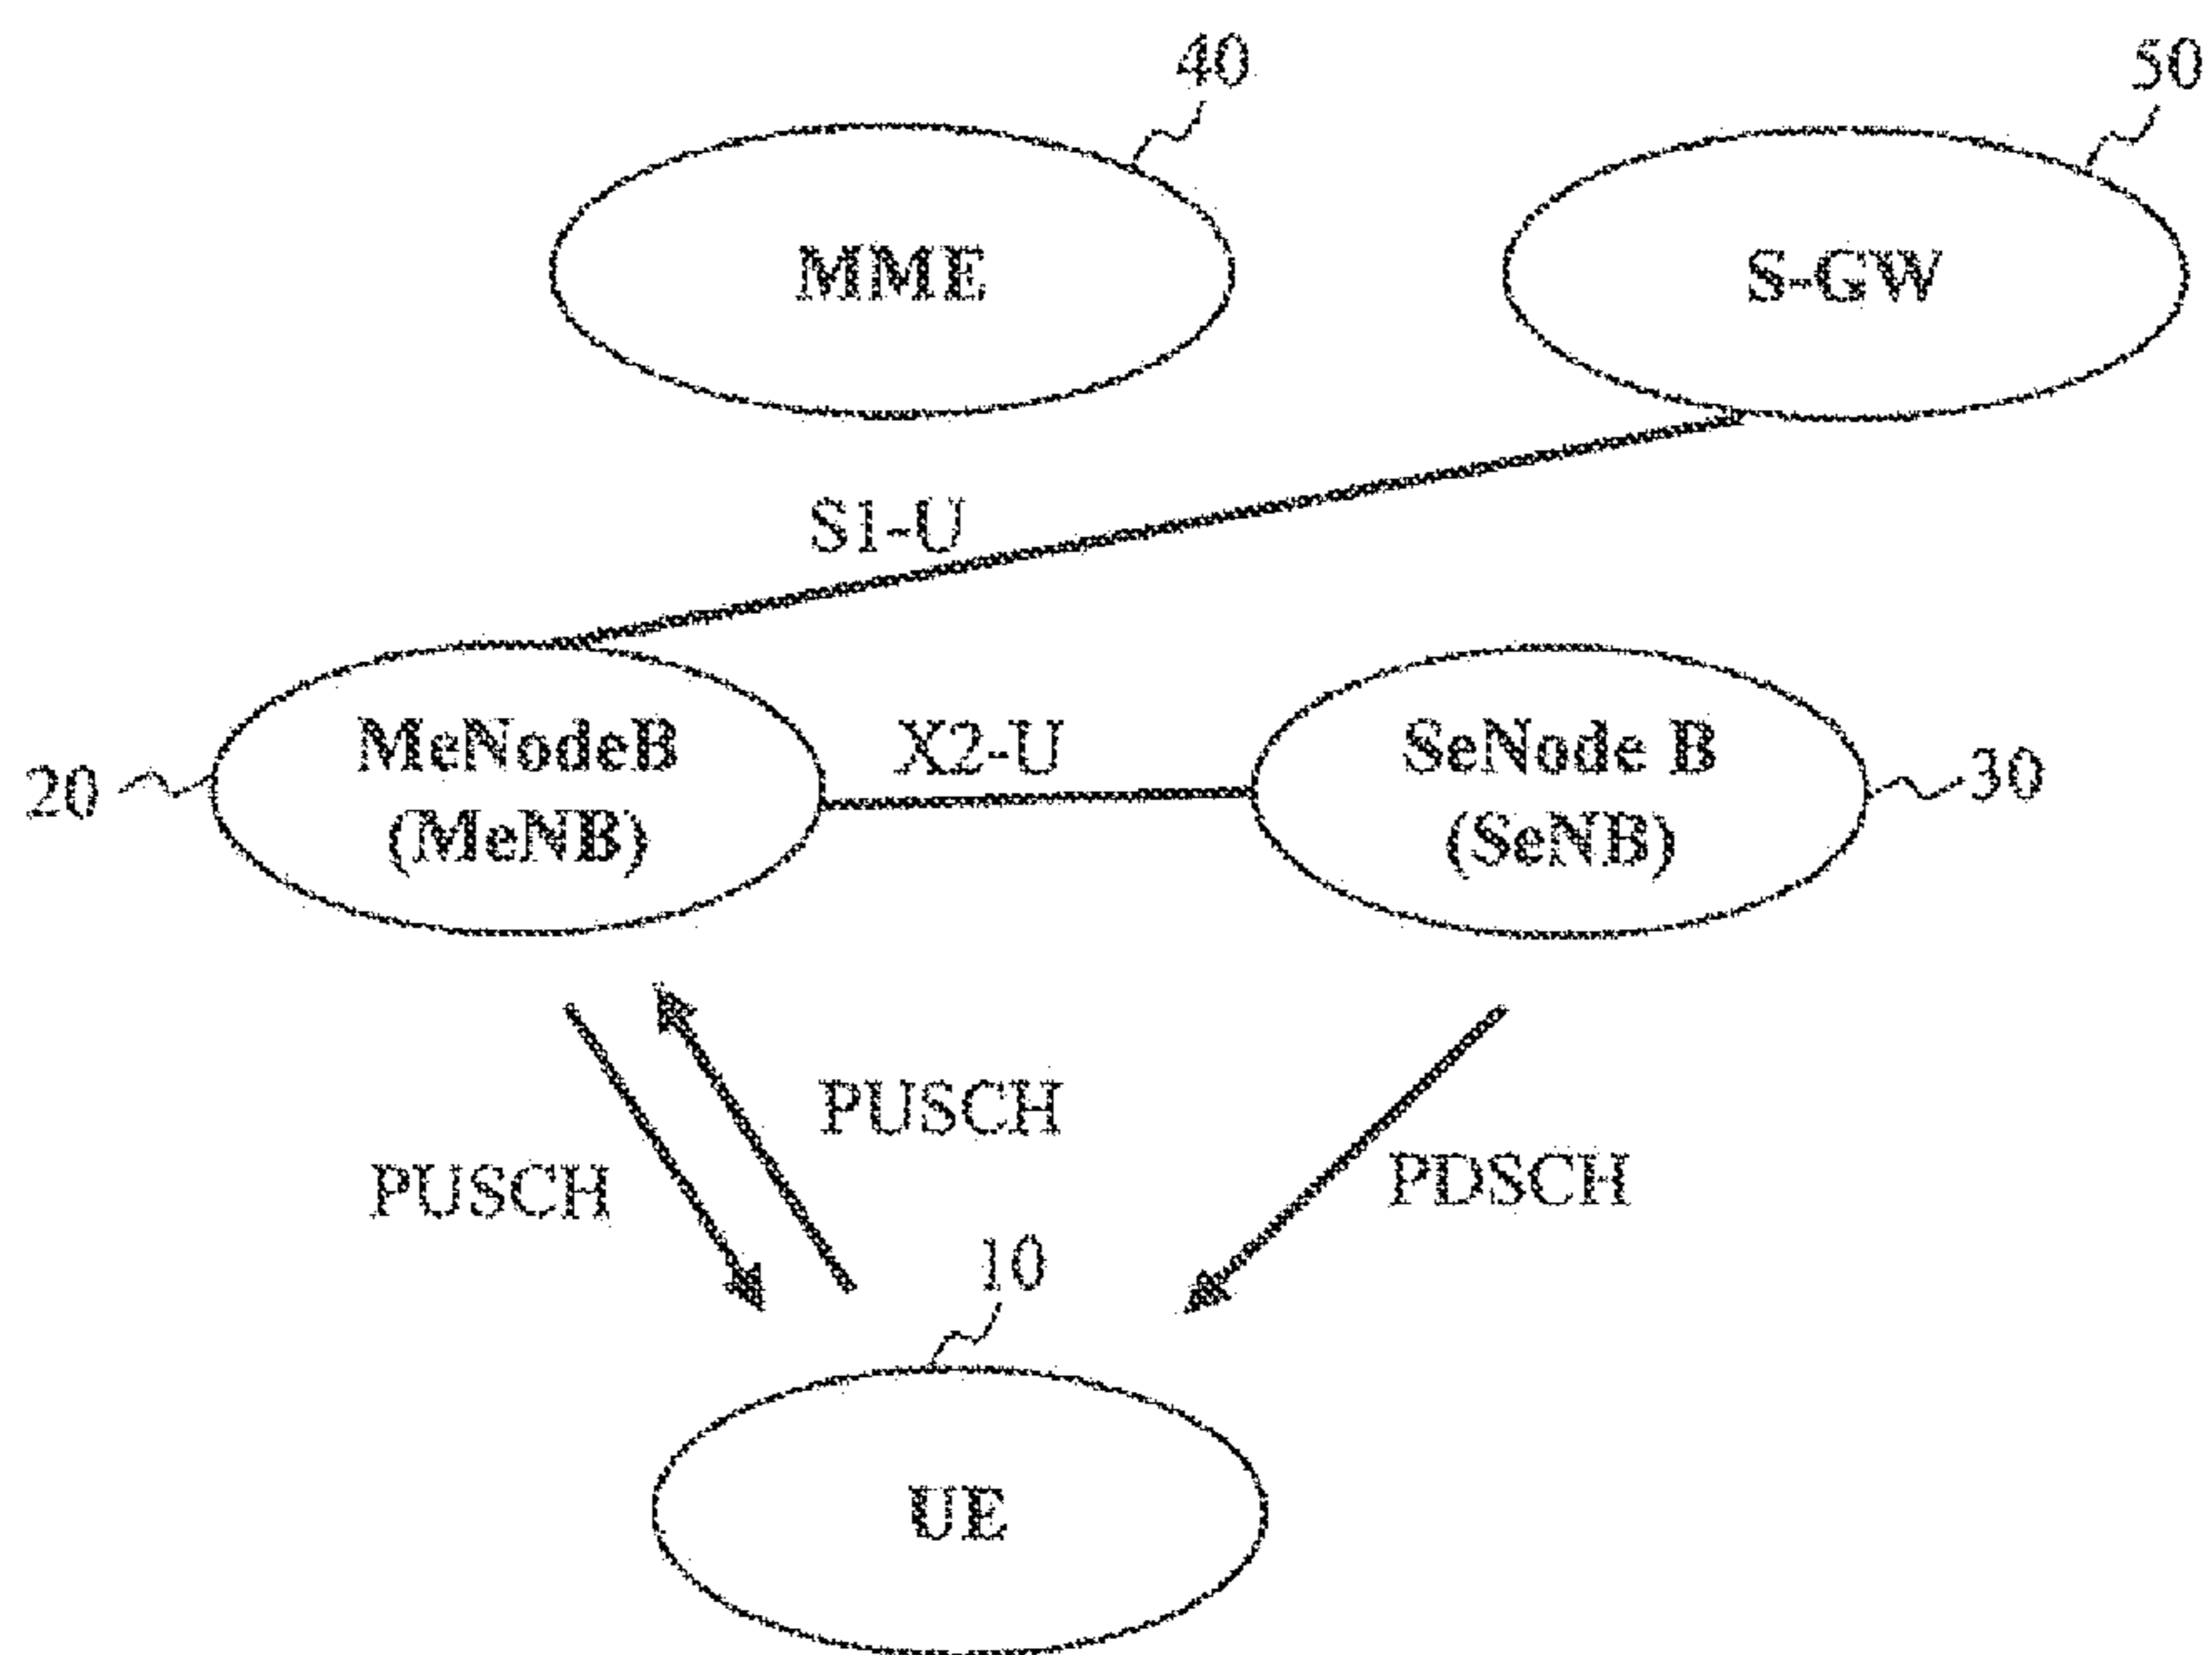 40
50
MME
S-GW
S1-U
MeNodeB
(MeNB)
X2-U
SeNode B
(SeNB)
20
30
PUSCH
PUSCH
PDSCH
10
UE